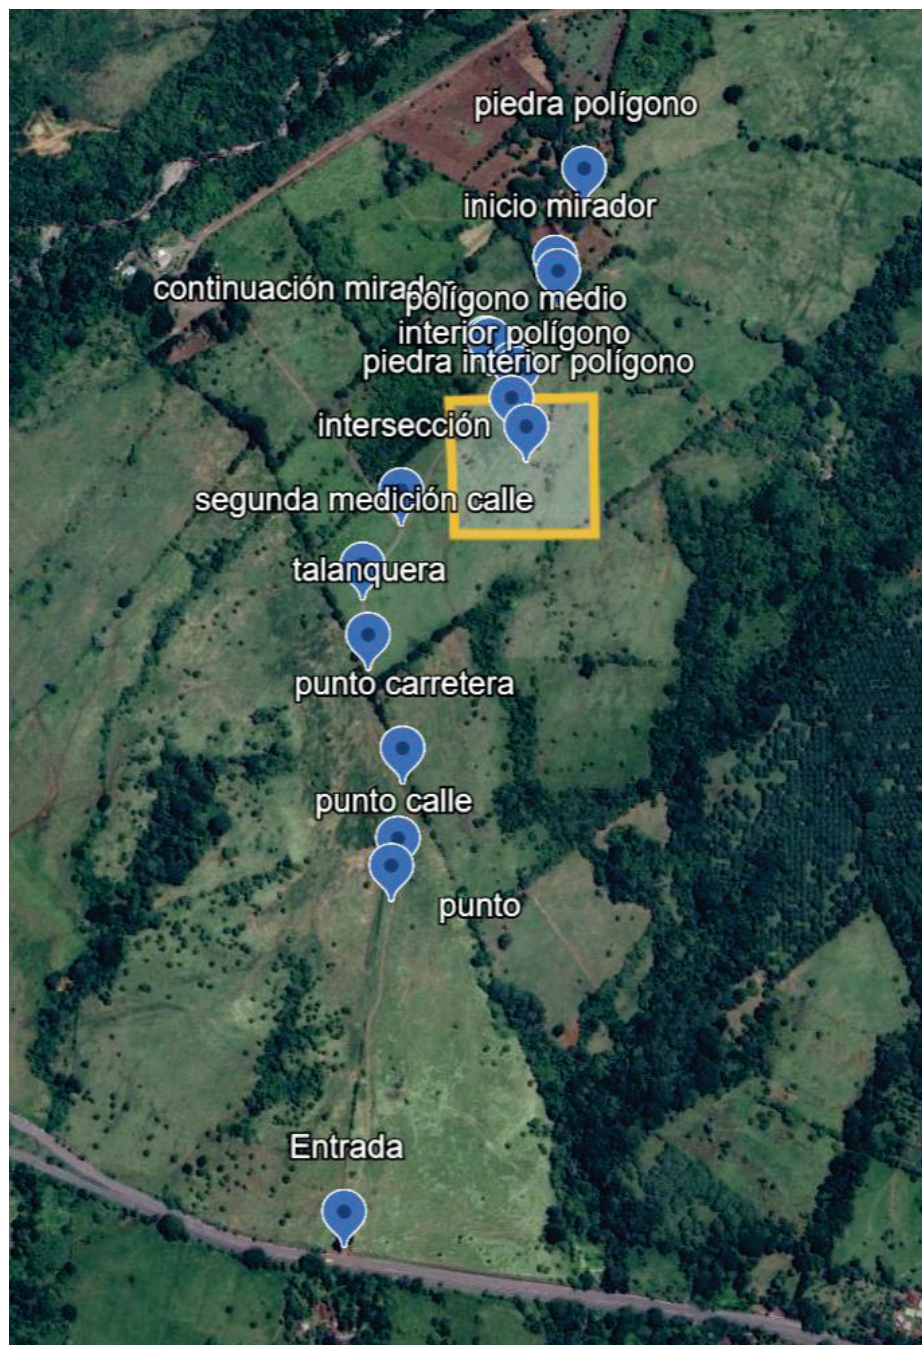 piedra polígono
inicio mirador
continuación mirador
polígono medio
interior polígono
piedra interior polígono
intersección
segunda medición calle
talanquera
punto carretera
punto calle
punto
Entrada